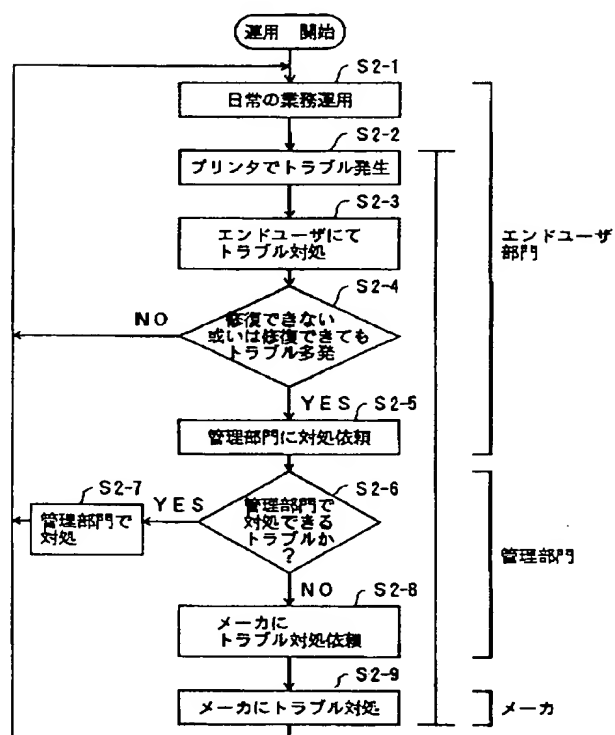 運用 開始
S2-1
日常の業務運用
S2-2
プリンタでトラブル発生
S2-3
エンドユーザにて
トラブル対処
エンドユーザ
部門
S2-4
NO
修復できない
或いは修復できても
トラブル多発
YES
S2-5
管理部門に対処依頼
S2-7
YES
S2-6
管理部門で
対処
管理部門で
対処できる
トラブルか
?
管理部門
NO
S2-8
メーカに
トラブル対処依頼
S2-9
メーカにトラブル対処
メーカ